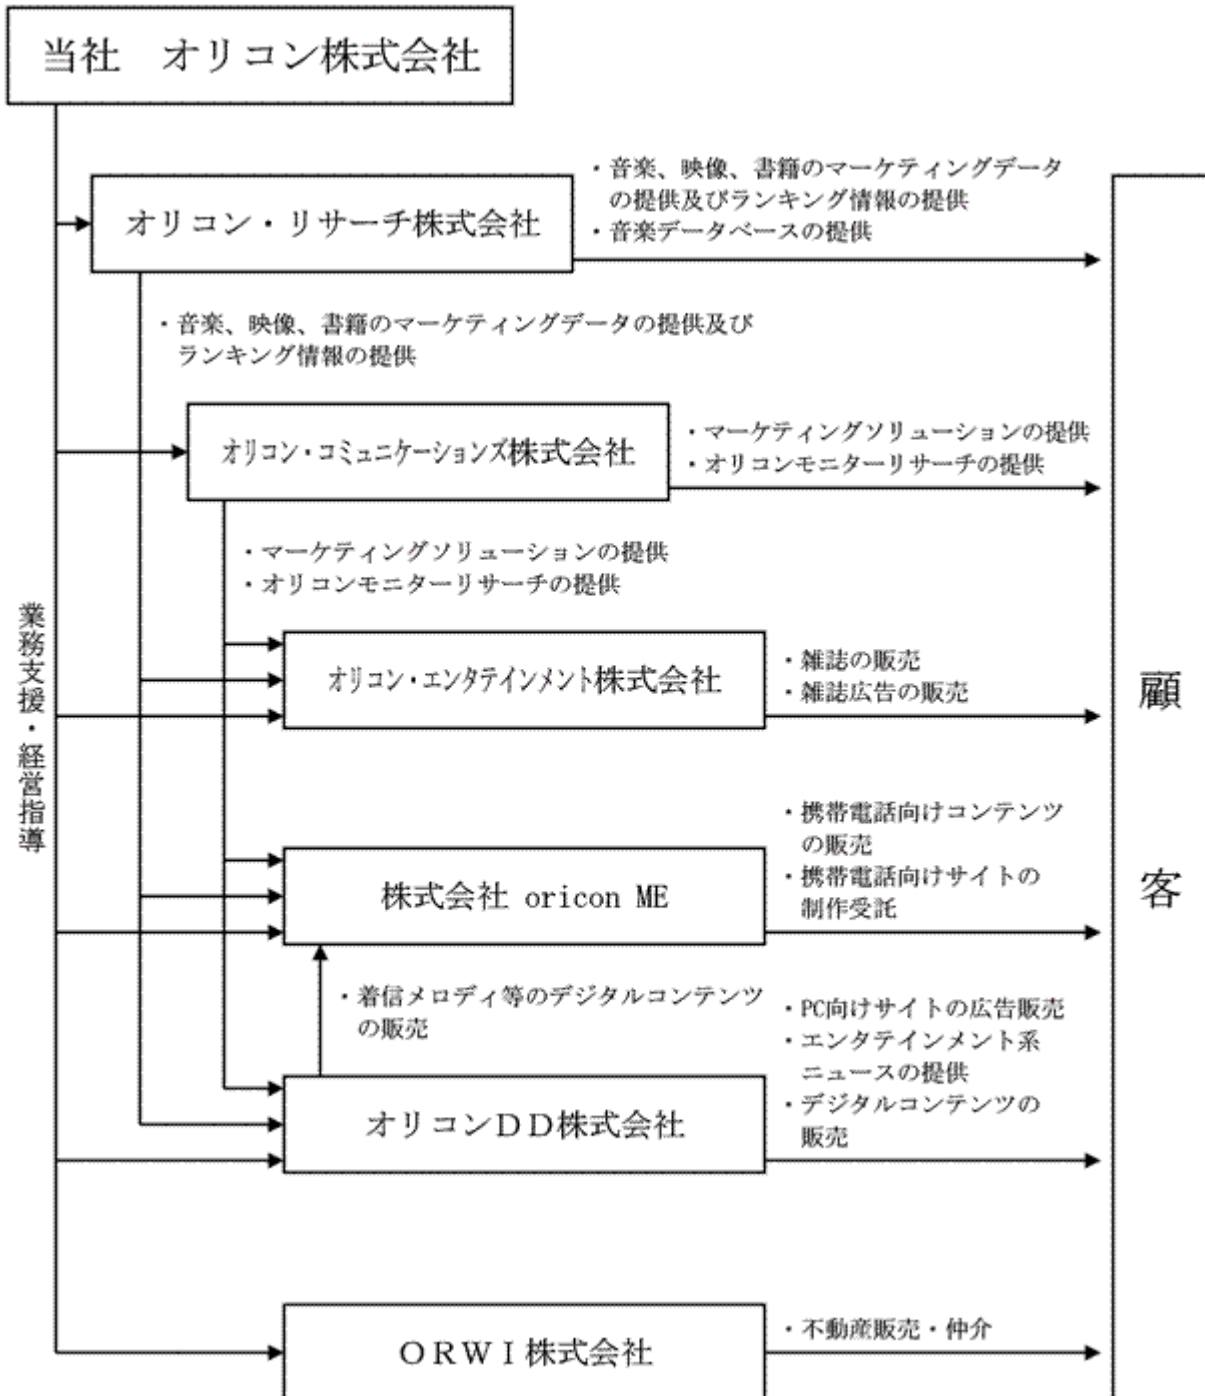 当社　オリコン株式会社
オリコン・リサーチ株式会社
・音楽、映像、書籍のマーケティングデータ
の提供及びランキング情報の提供
・音楽データベースの提供
・音楽、映像、書籍のマーケティングデータの提供及び
ランキング情報の提供
オリコン・コミュニケーションズ株式会社
・マーケティングソリューションの提供
・オリコンモニターリサーチの提供
・マーケティングソリューションの提供
・オリコンモニターリサーチの提供
業務支援・経営指導
オリコン・エンタテインメント株式会社
・雑誌の販売
・雑誌広告の販売
顧客
株式会社 oricon ME
・携帯電話向けコンテンツ
の販売
・携帯電話向けサイトの
制作受託
・着信メロディ等のデジタルコンテンツ
の販売
オリコンＤＤ株式会社
・PC向けサイトの広告販売
・エンタテインメント系
ニュースの提供
・デジタルコンテンツの
販売
ＯＲＷＩ株式会社
・不動産販売・仲介